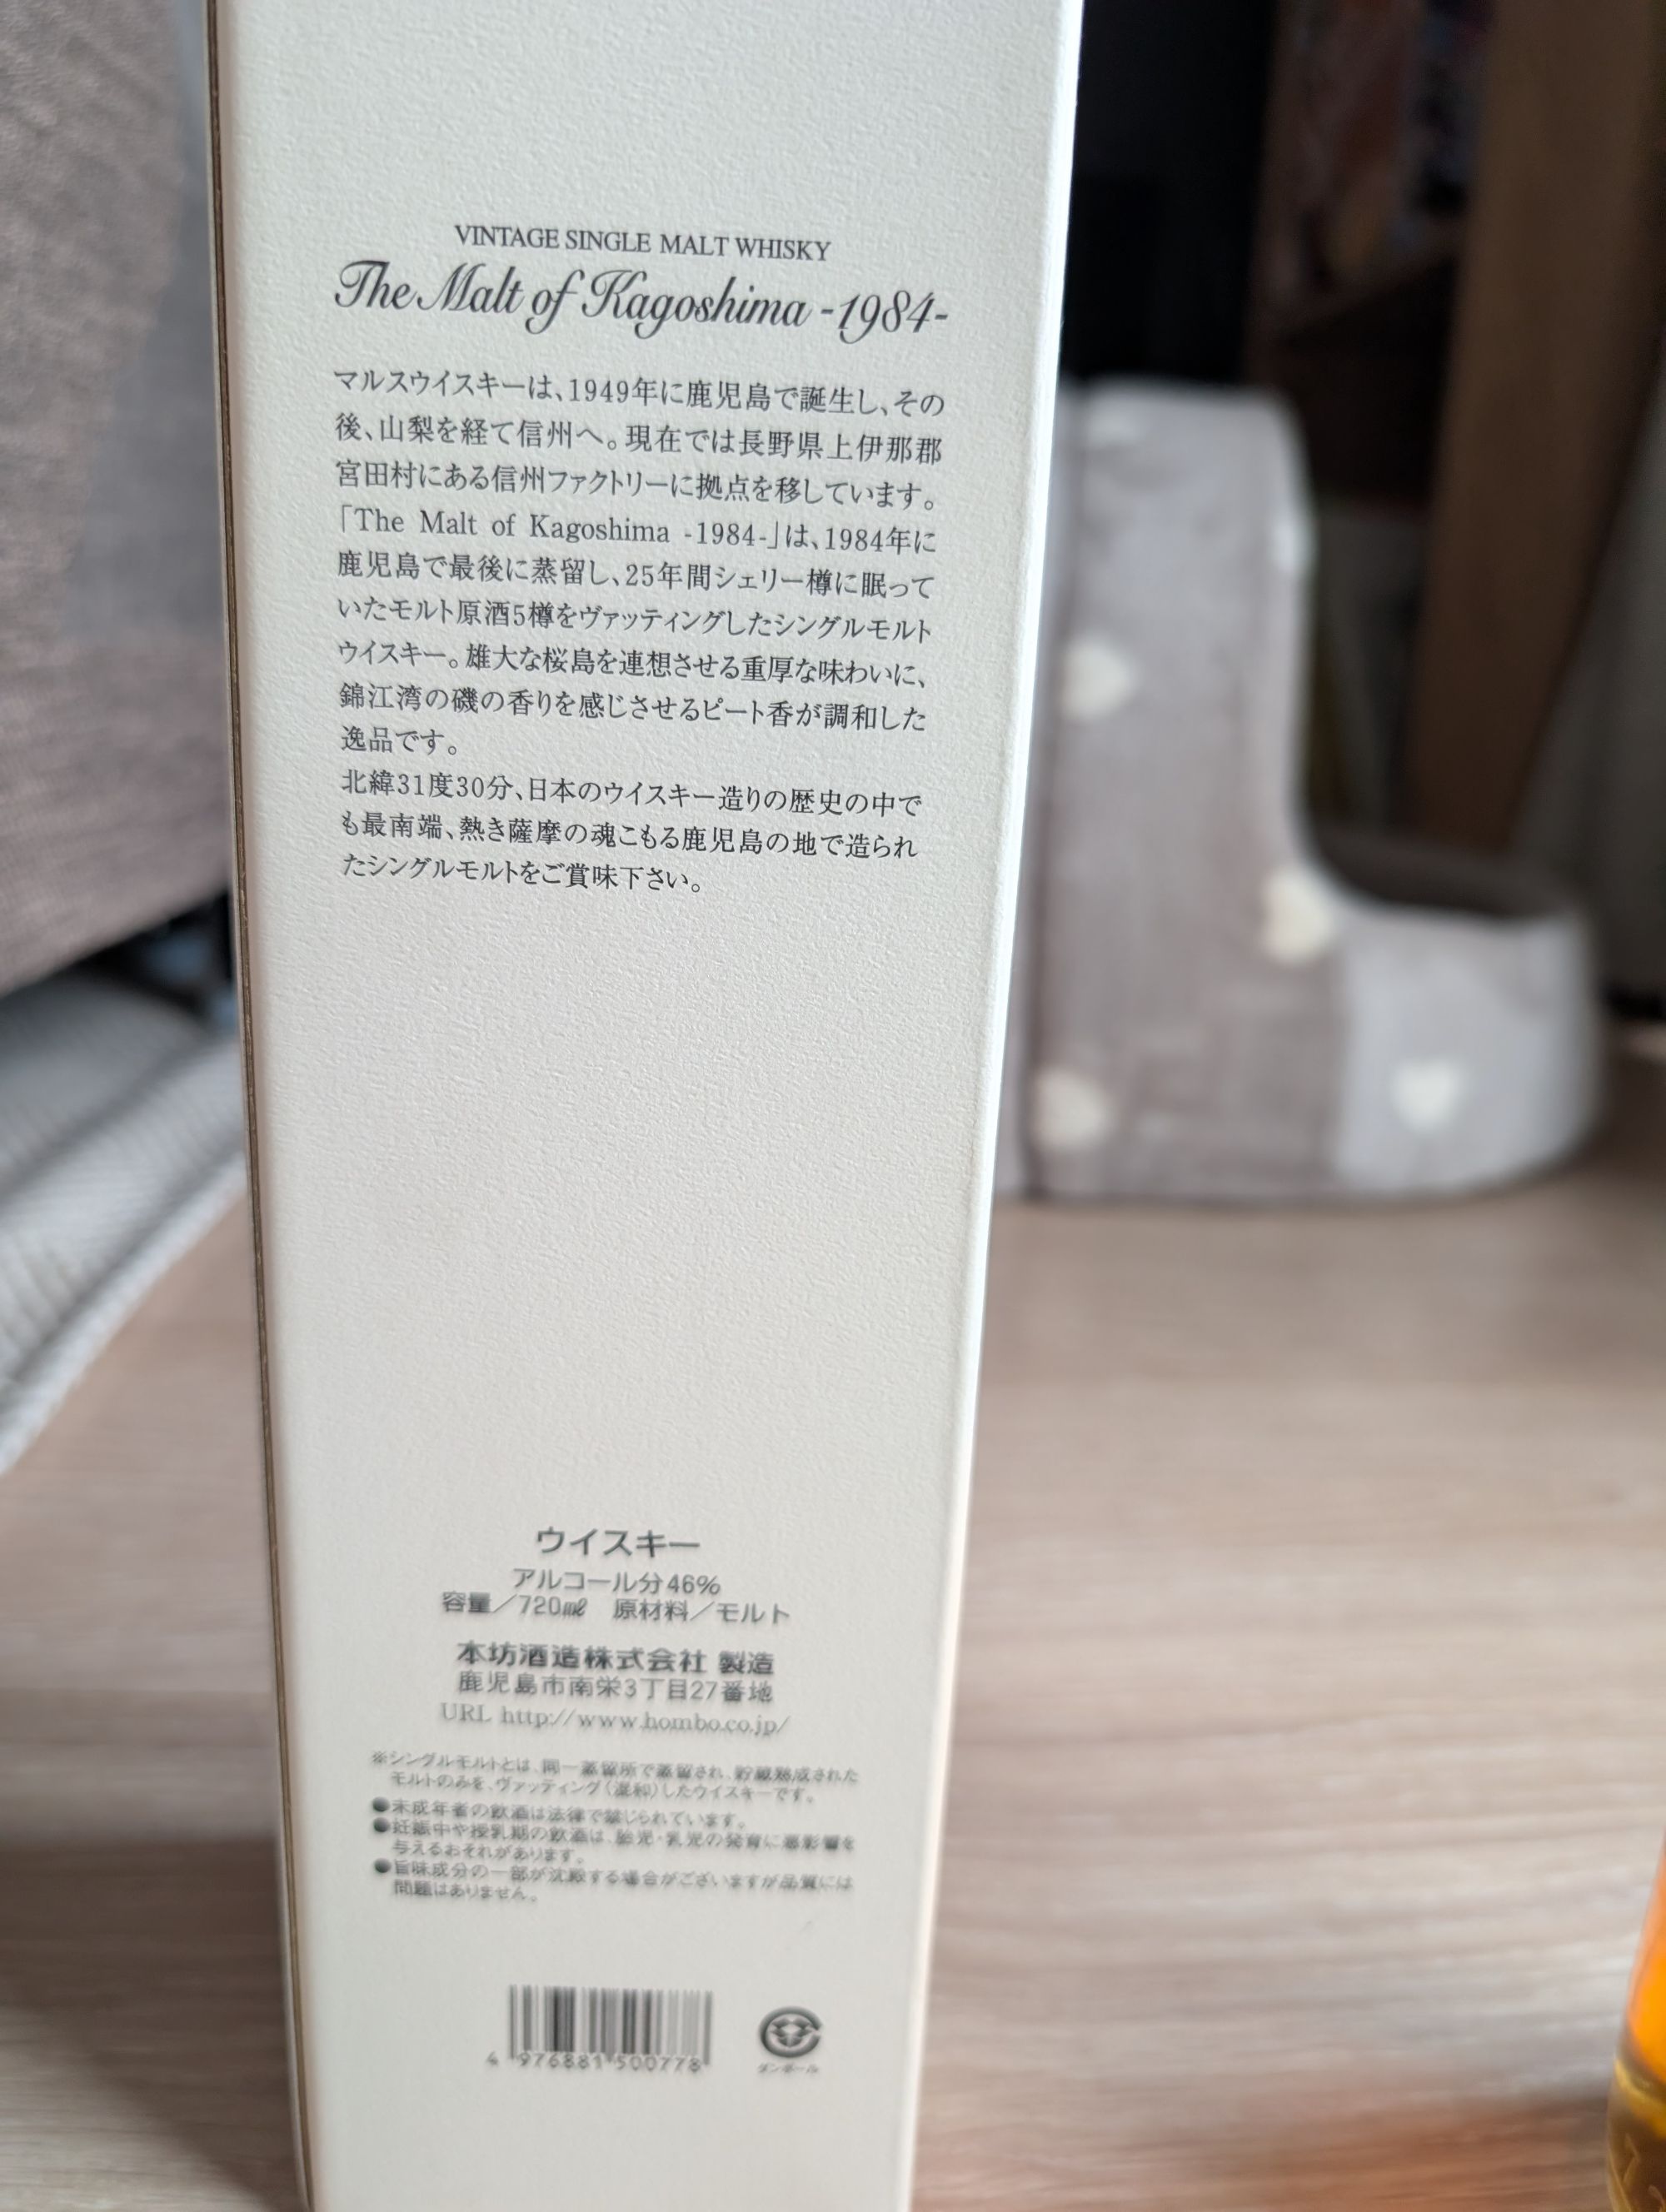 VINTAGE SINGLE MALT WHISKY
The Malt of Kagoshima -1984-
マルスウイスキーは、1949年に鹿児島で誕生し、その
後、山梨を経て信州へ。現在では長野県上伊那郡
宮田村にある信州ファクトリーに拠点を移しています。
「The Malt of Kagoshima -1984-」は、1984年に
鹿児島で最後に蒸留し、25年間シェリー樽に眠って
いたモルト原酒5樽をヴァッティングしたシングルモルト
ウイスキー。雄大な桜島を連想させる重厚な味わいに、
錦江湾の磯の香りを感じさせるピート香が調和した
逸品です。
北緯31度30分、日本のウイスキー造りの歴史の中で
も最南端、熱き薩摩の魂こもる鹿児島の地で造られ
たシングルモルトをご賞味下さい。
ウイスキー
アルコール分46%
容量／720㎖　原材料／モルト
本坊酒造株式会社 製造
鹿児島市南栄3丁目27番地
URL http://www.hombo.co.jp/
※シングルモルトとは、同一蒸留所で蒸留され、貯蔵熟成された
モルトのみを、ヴァッティング（混和）したウイスキーです。
●未成年者の飲酒は法律で禁じられています。
●妊娠中や授乳期の飲酒は、胎児・乳児の発育に悪影響を
与えるおそれがあります。
●旨味成分の一部が沈殿する場合がございますが品質には
問題はありません。
4 976881 500778
ダンボール